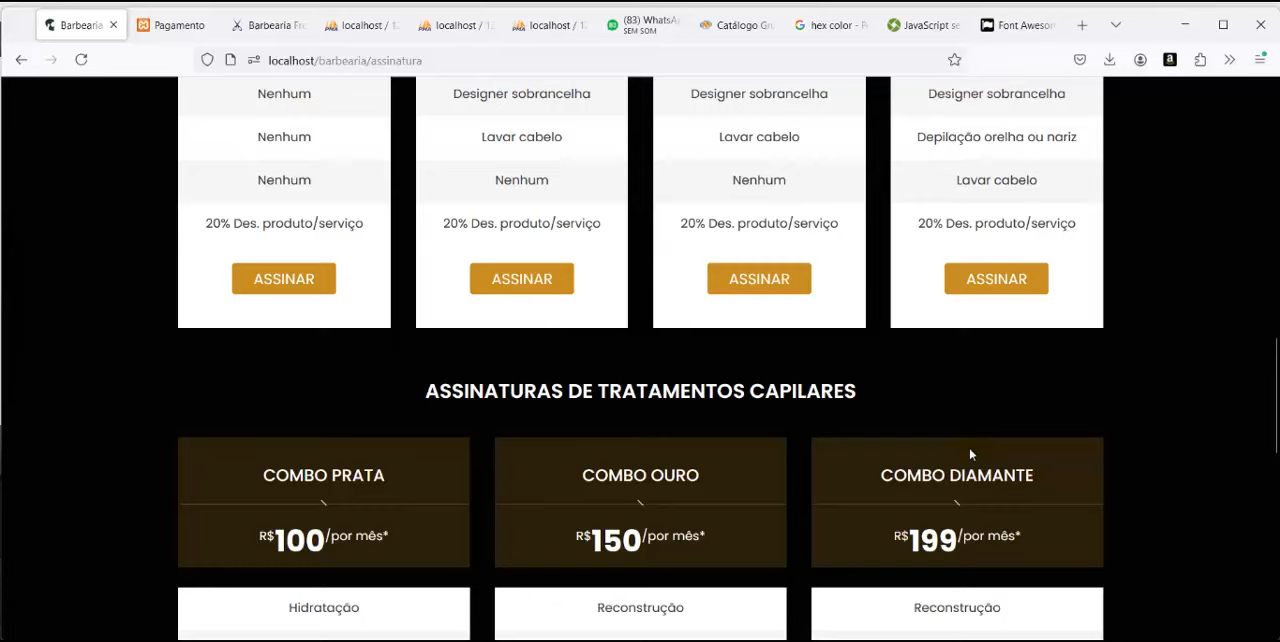 Barbearia
Pagamento
Barbearia Fre
localhost / 1
localhost / 1
localhost / 1
(83) WhatsA
SEM SOM
Catálogo Gru
hex color - P
JavaScript se
Font Awesom
localhost/barbearia/assinatura
Nenhum
Designer sobrancelha
Designer sobrancelha
Designer sobrancelha
Nenhum
Lavar cabelo
Lavar cabelo
Depilação orelha ou nariz
Nenhum
Nenhum
Nenhum
Lavar cabelo
20% Des. produto/serviço
20% Des. produto/serviço
20% Des. produto/serviço
20% Des. produto/serviço
ASSINAR
ASSINAR
ASSINAR
ASSINAR
ASSINATURAS DE TRATAMENTOS CAPILARES
COMBO PRATA
COMBO OURO
COMBO DIAMANTE
R$100/por mês*
R$150/por mês*
R$199/por mês*
Hidratação
Reconstrução
Reconstrução